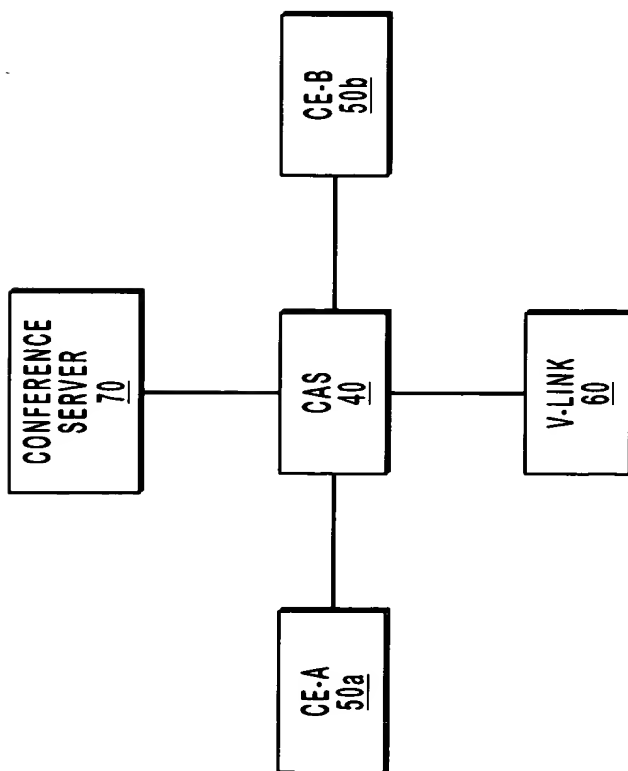 CONFERENCE
SERVER
70
CE-A
50a
CAS
40
CE-B
50b
V-LINK
60